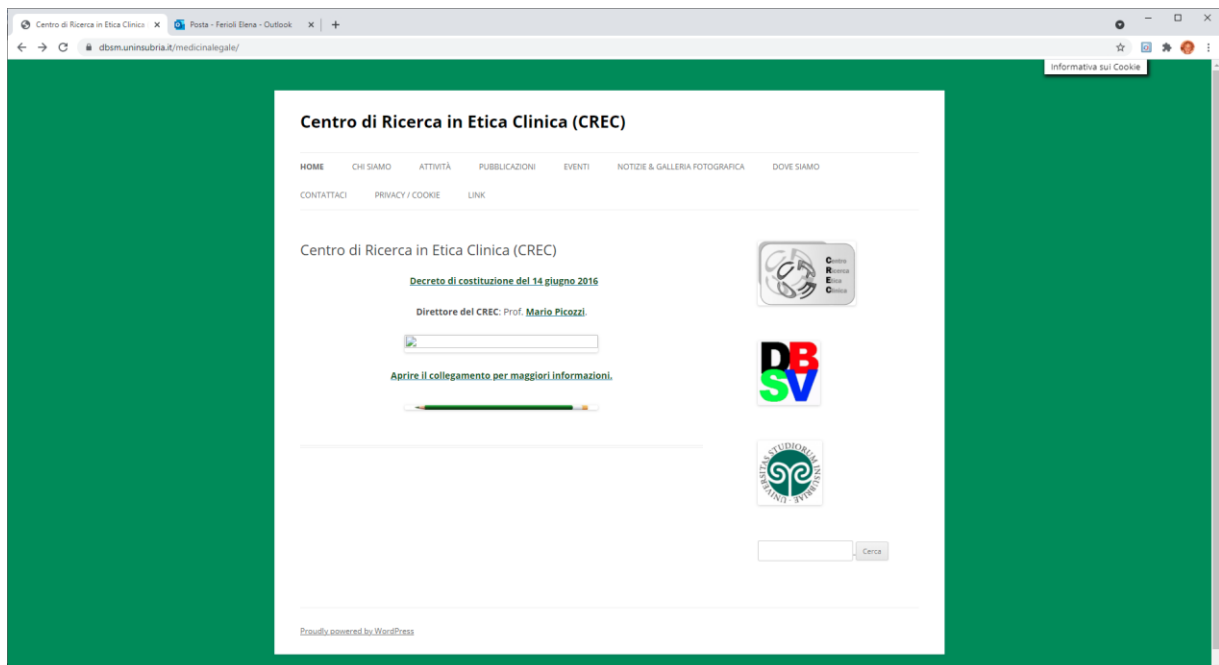 Centro di Ricerca in Etica Clinica
Posta - Ferioli Elena - Outlook
dbsm.uninsubria.it/medicinalegale/
Informativa sui Cookie
Centro di Ricerca in Etica Clinica (CREC)
HOME CHI SIAMO ATTIVITÀ PUBBLICAZIONI EVENTI NOTIZIE & GALLERIA FOTOGRAFICA DOVE SIAMO
CONTATTACI PRIVACY / COOKIE LINK
Centro di Ricerca in Etica Clinica (CREC)
Decreto di costituzione del 14 giugno 2016
Direttore del CREC: Prof. Mario Picozzi.
Aprire il collegamento per maggiori informazioni.
CREC
Centro
Ricerca
Etica
Clinica
DB
SV
UNIVERSITAS STUDIORUM INSUBRIAE
Cerca
Proudly powered by WordPress